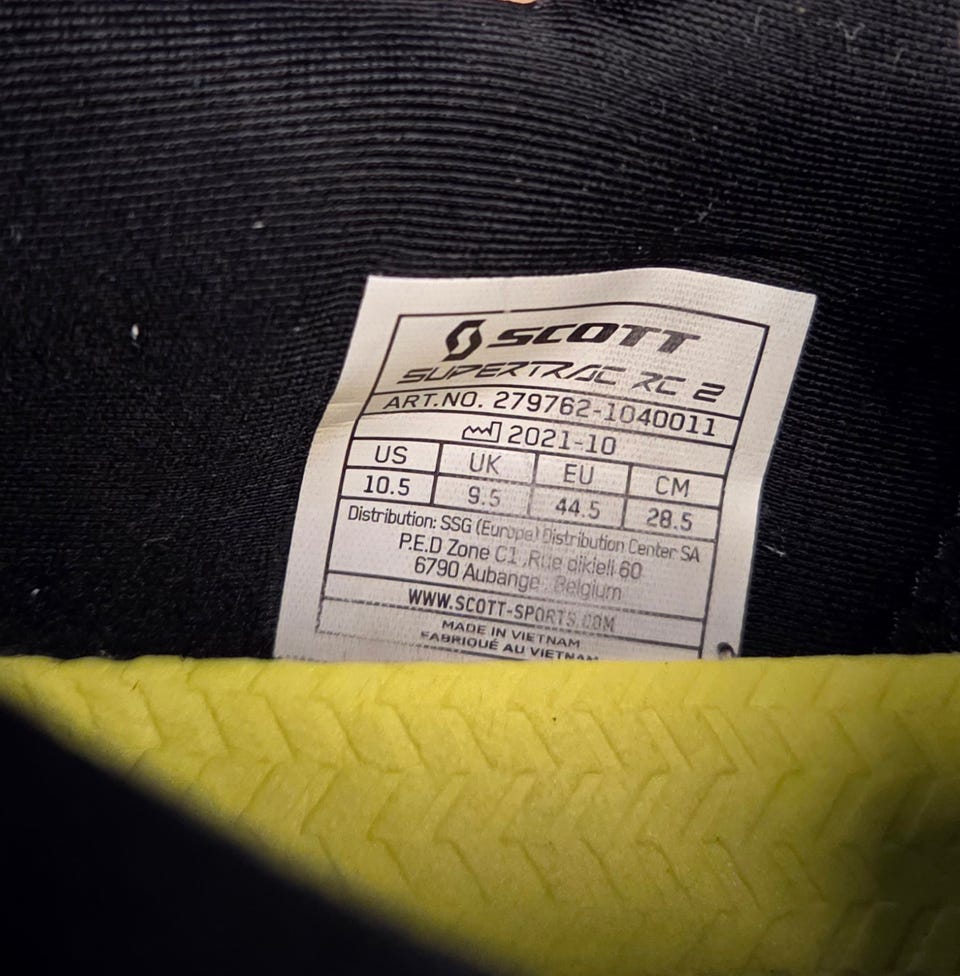 SCOTT
SUPERTRAC RC 2
ART.NO. 279762-1040011
2021-10
US UK EU CM
10.5 9.5 44.5 28.5
Distribution: SSG (Europa) Distribution Center SA
P.E.D Zone C1, Rue dikiell 60
6790 Aubange Belgium
WWW.SCOTT-SPORTS.COM
MADE IN VIETNAM
FABRIQUÉ AU VIETNAM